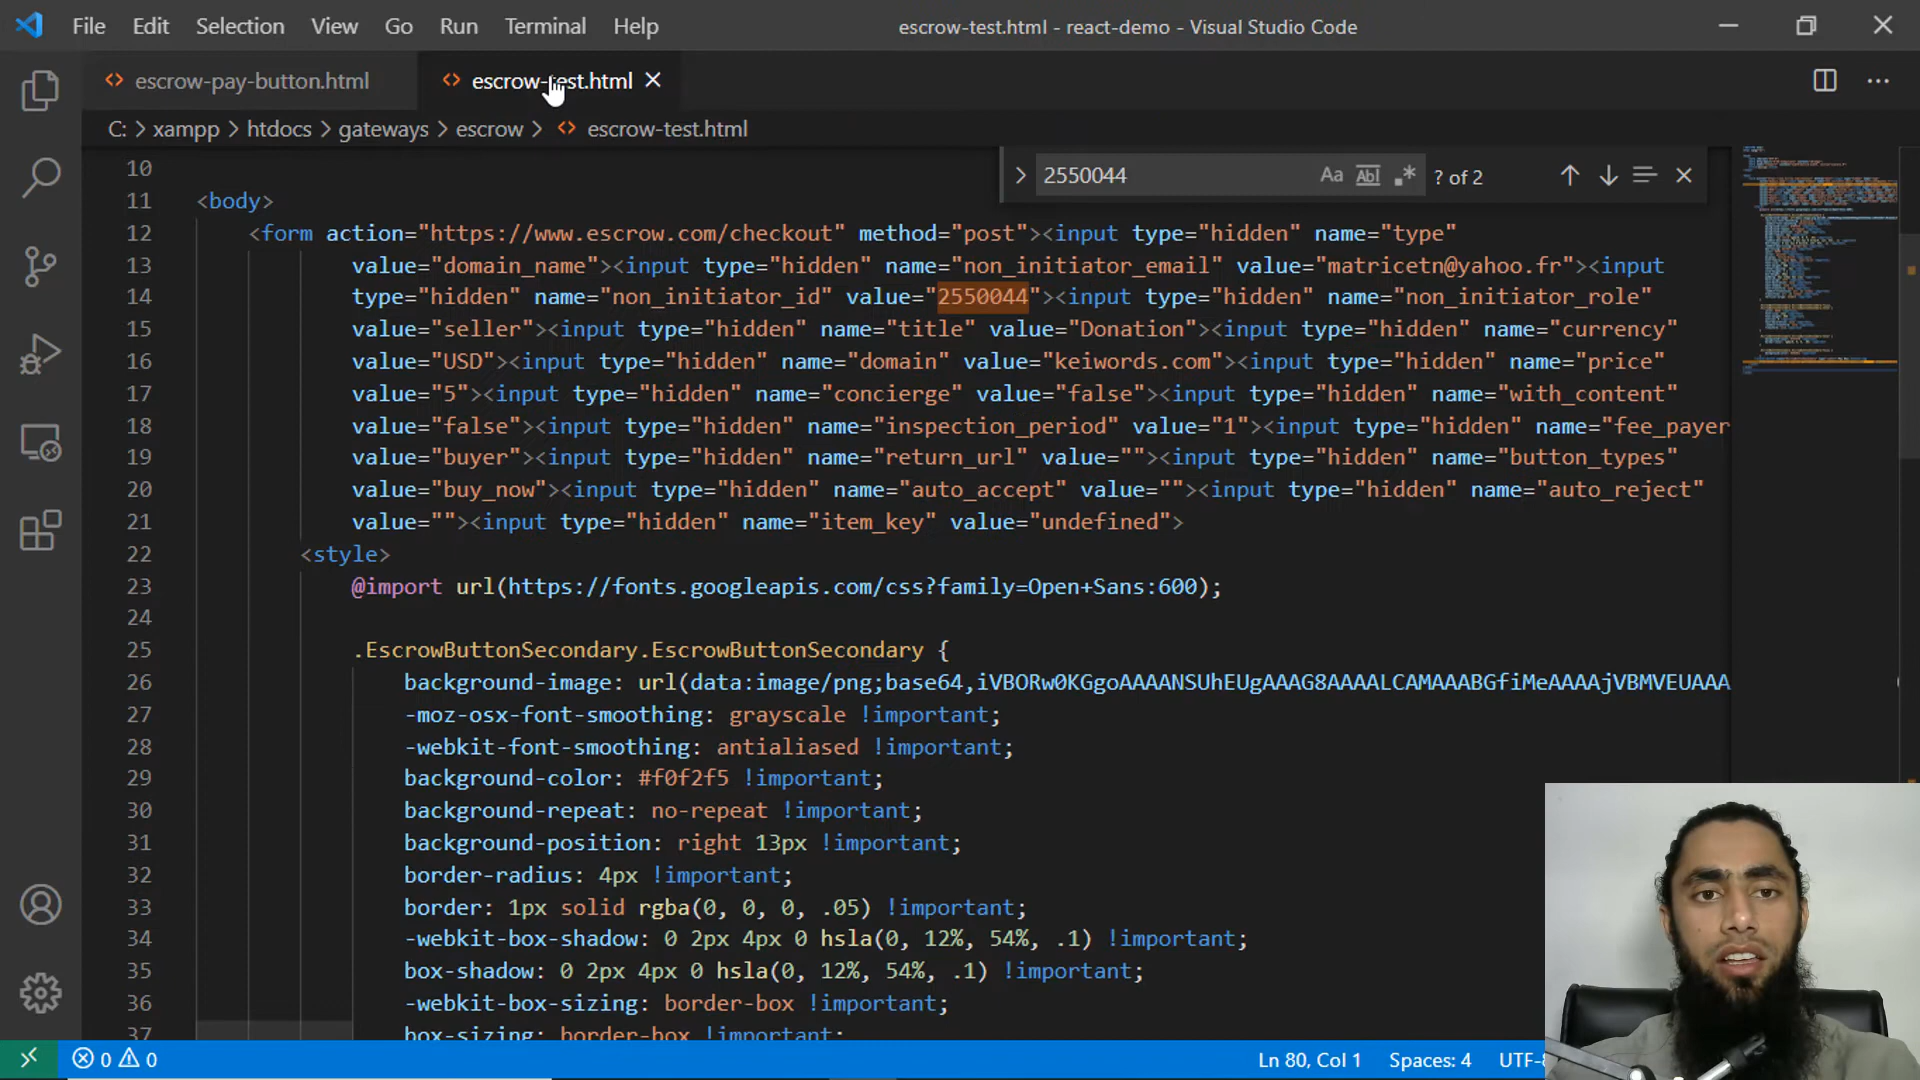 File Edit Selection View Go Run Terminal Help
escrow-test.html - react-demo - Visual Studio Code
escrow-pay-button.html
escrow-test.html
C: > xampp > htdocs > gateways > escrow > <> escrow-test.html
2550044
Aa Abl .*
? of 2
10
11 <body>
12 <form action="https://www.escrow.com/checkout" method="post"><input type="hidden" name="type"
13 value="domain_name"><input type="hidden" name="non_initiator_email" value="matricetn@yahoo.fr"><input
14 type="hidden" name="non_initiator_id" value="2550044"><input type="hidden" name="non_initiator_role"
15 value="seller"><input type="hidden" name="title" value="Donation"><input type="hidden" name="currency"
16 value="USD"><input type="hidden" name="domain" value="keiwords.com"><input type="hidden" name="price"
17 value="5"><input type="hidden" name="concierge" value="false"><input type="hidden" name="with_content"
18 value="false"><input type="hidden" name="inspection_period" value="1"><input type="hidden" name="fee_payer
19 value="buyer"><input type="hidden" name="return_url" value=""><input type="hidden" name="button_types"
20 value="buy_now"><input type="hidden" name="auto_accept" value=""><input type="hidden" name="auto_reject"
21 value=""><input type="hidden" name="item_key" value="undefined">
22 <style>
23 @import url(https://fonts.googleapis.com/css?family=Open+Sans:600);
24
25 .EscrowButtonSecondary.EscrowButtonSecondary {
26 background-image: url(data:image/png;base64,iVBORw0KGgoAAAANSUhEUgAAAG8AAAALCAMAAABGfiMeAAAAjVBMVEUAAA
27 -moz-osx-font-smoothing: grayscale !important;
28 -webkit-font-smoothing: antialiased !important;
29 background-color: #f0f2f5 !important;
30 background-repeat: no-repeat !important;
31 background-position: right 13px !important;
32 border-radius: 4px !important;
33 border: 1px solid rgba(0, 0, 0, .05) !important;
34 -webkit-box-shadow: 0 2px 4px 0 hsla(0, 12%, 54%, .1) !important;
35 box-shadow: 0 2px 4px 0 hsla(0, 12%, 54%, .1) !important;
36 -webkit-box-sizing: border-box !important;
37 box-sizing: border-box !important;
0 0
Ln 80, Col 1 Spaces: 4 UTF-8